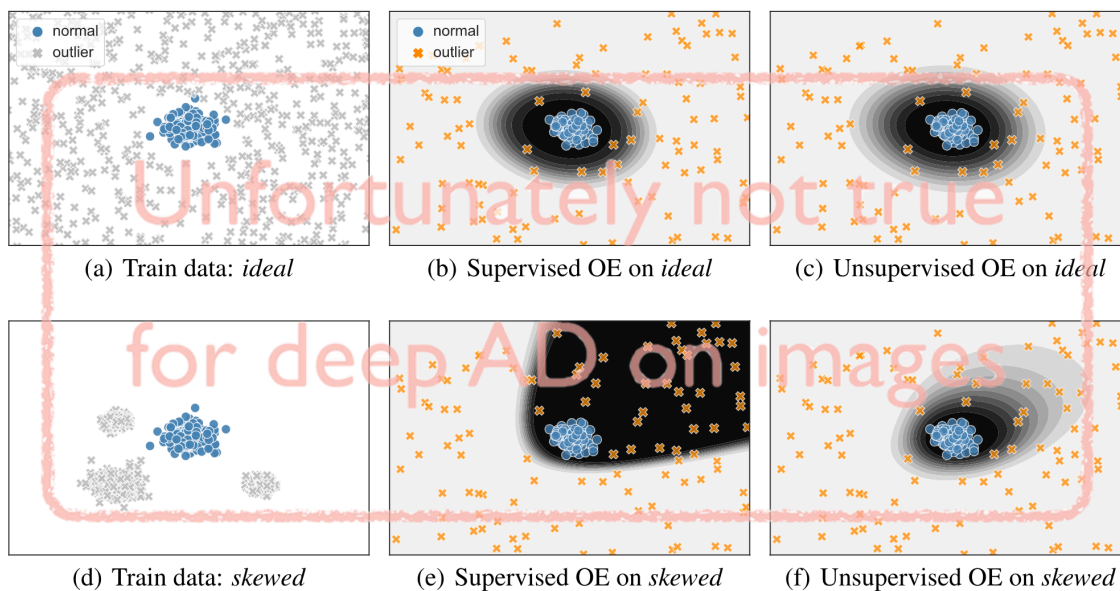 normal
outlier
normal
outlier
Unfortunately not true
(a) Train data: ideal
(b) Supervised OE on ideal
(c) Unsupervised OE on ideal
for deep AD on images
(d) Train data: skewed
(e) Supervised OE on skewed
(f) Unsupervised OE on skewed